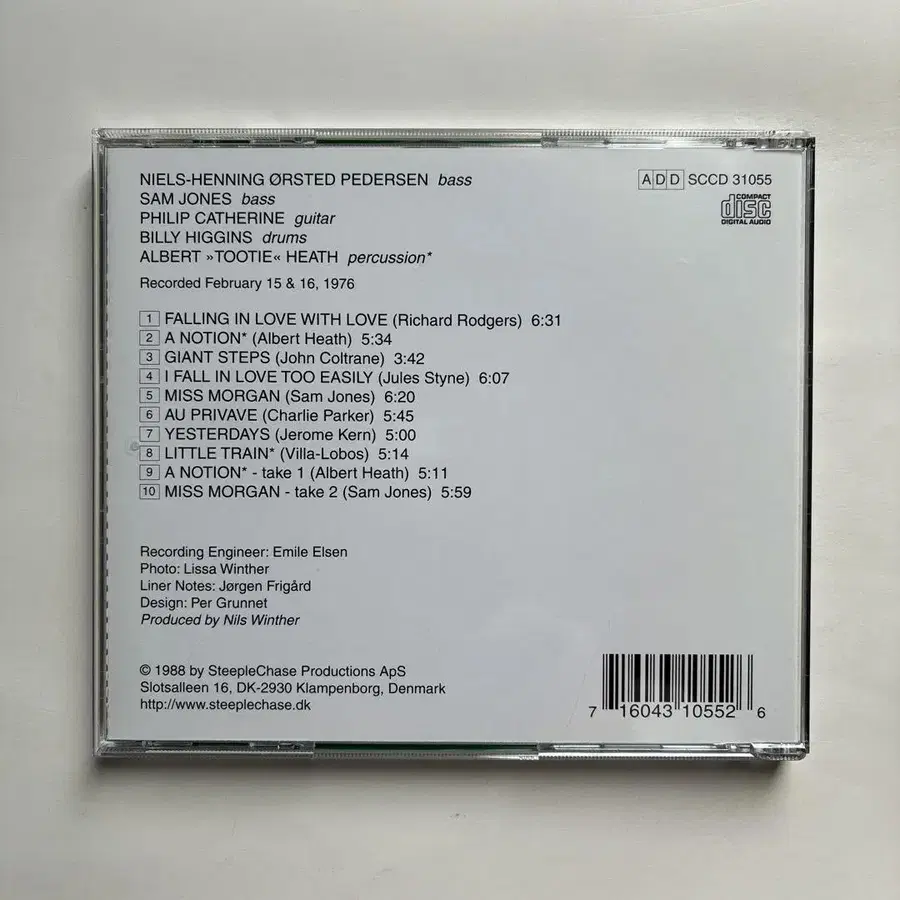 NIELS-HENNING ØRSTED PEDERSEN bass
SAM JONES bass
PHILIP CATHERINE guitar
BILLY HIGGINS drums
ALBERT »TOOTIE« HEATH percussion*
Recorded February 15 & 16, 1976
ADD SCCD 31055
COMPACT
disc
DIGITAL AUDIO
1 FALLING IN LOVE WITH LOVE (Richard Rodgers) 6:31
2 A NOTION* (Albert Heath) 5:34
3 GIANT STEPS (John Coltrane) 3:42
4 I FALL IN LOVE TOO EASILY (Jules Styne) 6:07
5 MISS MORGAN (Sam Jones) 6:20
6 AU PRIVAVE (Charlie Parker) 5:45
7 YESTERDAYS (Jerome Kern) 5:00
8 LITTLE TRAIN* (Villa-Lobos) 5:14
9 A NOTION* - take 1 (Albert Heath) 5:11
10 MISS MORGAN - take 2 (Sam Jones) 5:59
Recording Engineer: Emile Elsen
Photo: Lissa Winther
Liner Notes: Jørgen Frigård
Design: Per Grunnet
Produced by Nils Winther
© 1988 by SteepleChase Productions ApS
Slotsalleen 16, DK-2930 Klampenborg, Denmark
http://www.steeplechase.dk
7 16043 10552 6